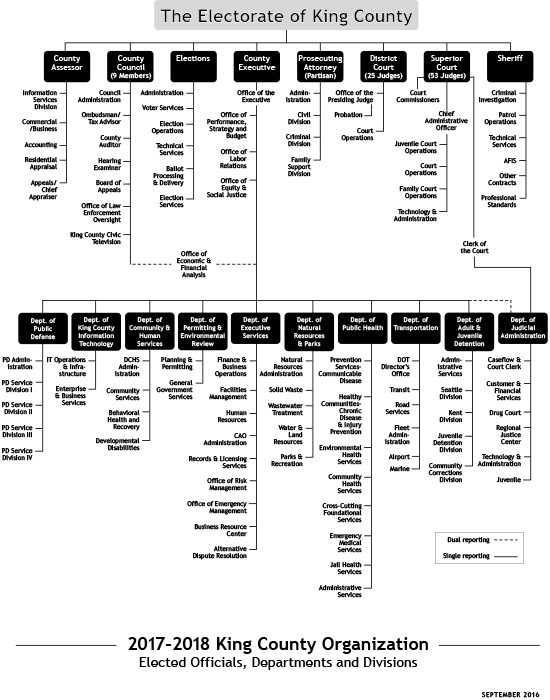 The Electorate of King County
County
Assessor
Information
Services
Division
Commercial
/Business
Accounting
Residential
Appraisal
Appeals/
Chief
Appraiser
County
Council
(9 Members)
Council
Administration
Ombudsman/
Tax Advisor
County
Auditor
Hearing
Examiner
Board of
Appeals
Office of Law
Enforcement
Oversight
King County Civic
Television
Elections
Administration
Voter Services
Election
Operations
Technical
Services
Ballot
Processing
& Delivery
Election
Services
County
Executive
Office of the
Executive
Office of
Performance,
Strategy and
Budget
Office of
Labor
Relations
Office of
Equity &
Social Justice
Prosecuting
Attorney
(Partisan)
Admin-
istration
Civil
Division
Criminal
Division
Family
Support
Division
District
Court
(25 Judges)
Office of the
Presiding Judge
Probation
Court
Operations
Superior
Court
(53 Judges)
Court
Commissioners
Chief
Administrative
Officer
Juvenile Court
Operations
Court
Operations
Family Court
Operations
Technology &
Administration
Clerk of
the Court
Sheriff
Criminal
Investigation
Patrol
Operations
Technical
Services
AFIS
Other
Contracts
Professional
Standards
Office of
Economic &
Financial
Analysis
Dept. of
Public
Defense
PD Admin-
istration
PD Service
Division I
PD Service
Division II
PD Service
Division III
PD Service
Division IV
Dept. of
King County
Information
Technology
IT Operations
& Infra-
structure
Enterprise
& Business
Services
Dept. of
Community &
Human
Services
DCHS
Admin-
istration
Community
Services
Behavioral
Health and
Recovery
Developmental
Disabilities
Dept. of
Permitting &
Environmental
Review
Planning &
Permitting
General
Government
Services
Dept. of
Executive
Services
Finance &
Business
Operations
Facilities
Management
Human
Resources
CAO
Administration
Records & Licensing
Services
Office of Risk
Management
Office of Emergency
Management
Business Resource
Center
Alternative
Dispute Resolution
Dept. of
Natural
Resources
& Parks
Natural
Resources
Administration
Solid Waste
Wastewater
Treatment
Water &
Land
Resources
Parks &
Recreation
Dept. of
Public Health
Prevention
Services-
Communicable
Disease
Healthy
Communities-
Chronic
Disease
& Injury
Prevention
Environmental
Health
Services
Community
Health
Services
Cross-Cutting
Foundational
Services
Emergency
Medical
Services
Jail Health
Services
Administrative
Services
Dept. of
Transportation
DOT
Director's
Office
Transit
Road
Services
Fleet
Admin-
istration
Airport
Marine
Dept. of
Adult &
Juvenile
Detention
Admin-
istrative
Services
Seattle
Division
Kent
Division
Juvenile
Detention
Division
Community
Corrections
Division
Dept. of
Judicial
Administration
Caseflow &
Court Clerk
Customer &
Financial
Services
Drug Court
Regional
Justice
Center
Technology &
Administration
Juvenile
Dual reporting
Single reporting
2017-2018 King County Organization
Elected Officials, Departments and Divisions
SEPTEMBER 2016